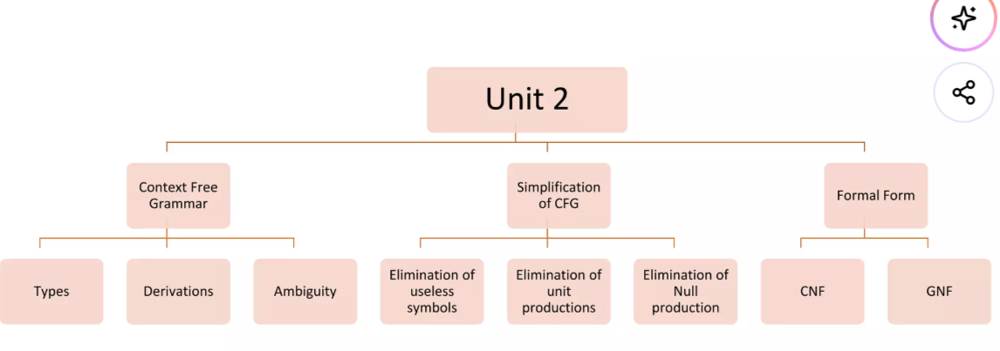 Unit 2
Context Free
Grammar
Simplification
of CFG
Formal Form
Types
Derivations
Ambiguity
Elimination of
useless
symbols
Elimination of
unit
productions
Elimination of
Null
production
CNF
GNF